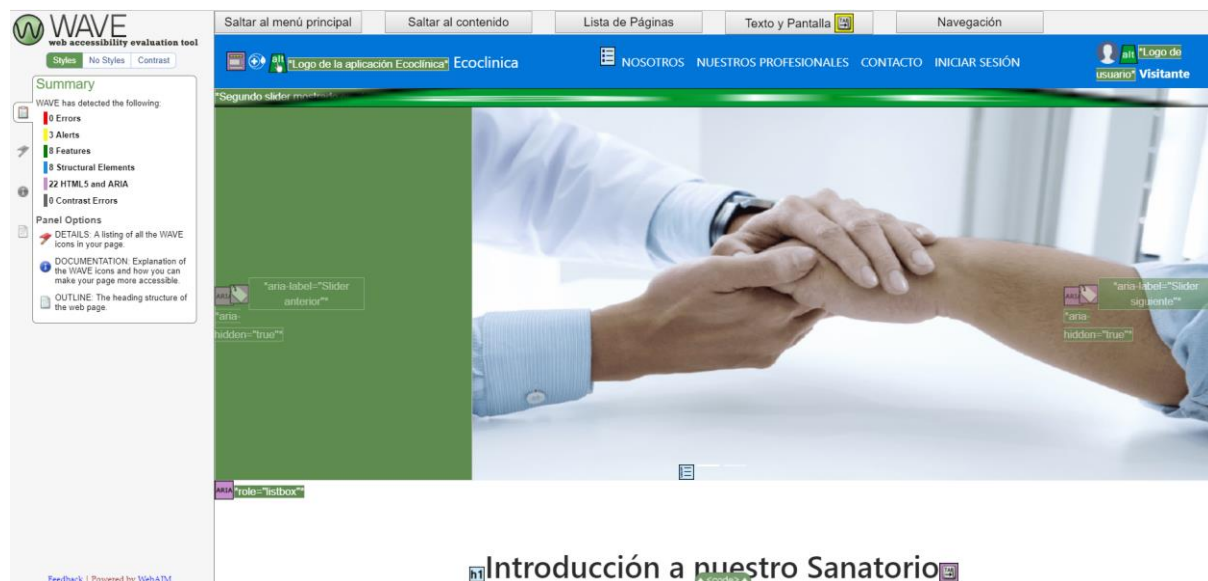 WAVE
web accessibility evaluation tool
Styles No Styles Contrast
Summary
WAVE has detected the following:
0 Errors
3 Alerts
8 Features
8 Structural Elements
22 HTML5 and ARIA
0 Contrast Errors
Panel Options
DETAILS: A listing of all the WAVE
icons in your page.
DOCUMENTATION: Explanation of
the WAVE icons and how you can
make your page more accessible.
OUTLINE: The heading structure of
the web page.
Feedback | Powered by WebAIM
Saltar al menú principal Saltar al contenido Lista de Páginas Texto y Pantalla Navegación
alt *Logo de la aplicación Ecoclínica* Ecoclinica
NOSOTROS NUESTROS PROFESIONALES CONTACTO INICIAR SESIÓN
alt *Logo de
usuario* Visitante
*Segundo slider
ARIA *aria-label="Slider
anterior"*
*aria-
hidden="true"*
ARIA *aria-label="Slider
siguiente"*
*aria-
hidden="true"*
ARIA *role="listbox"*
h1 Introducción a nuestro Sanatorio
<code>